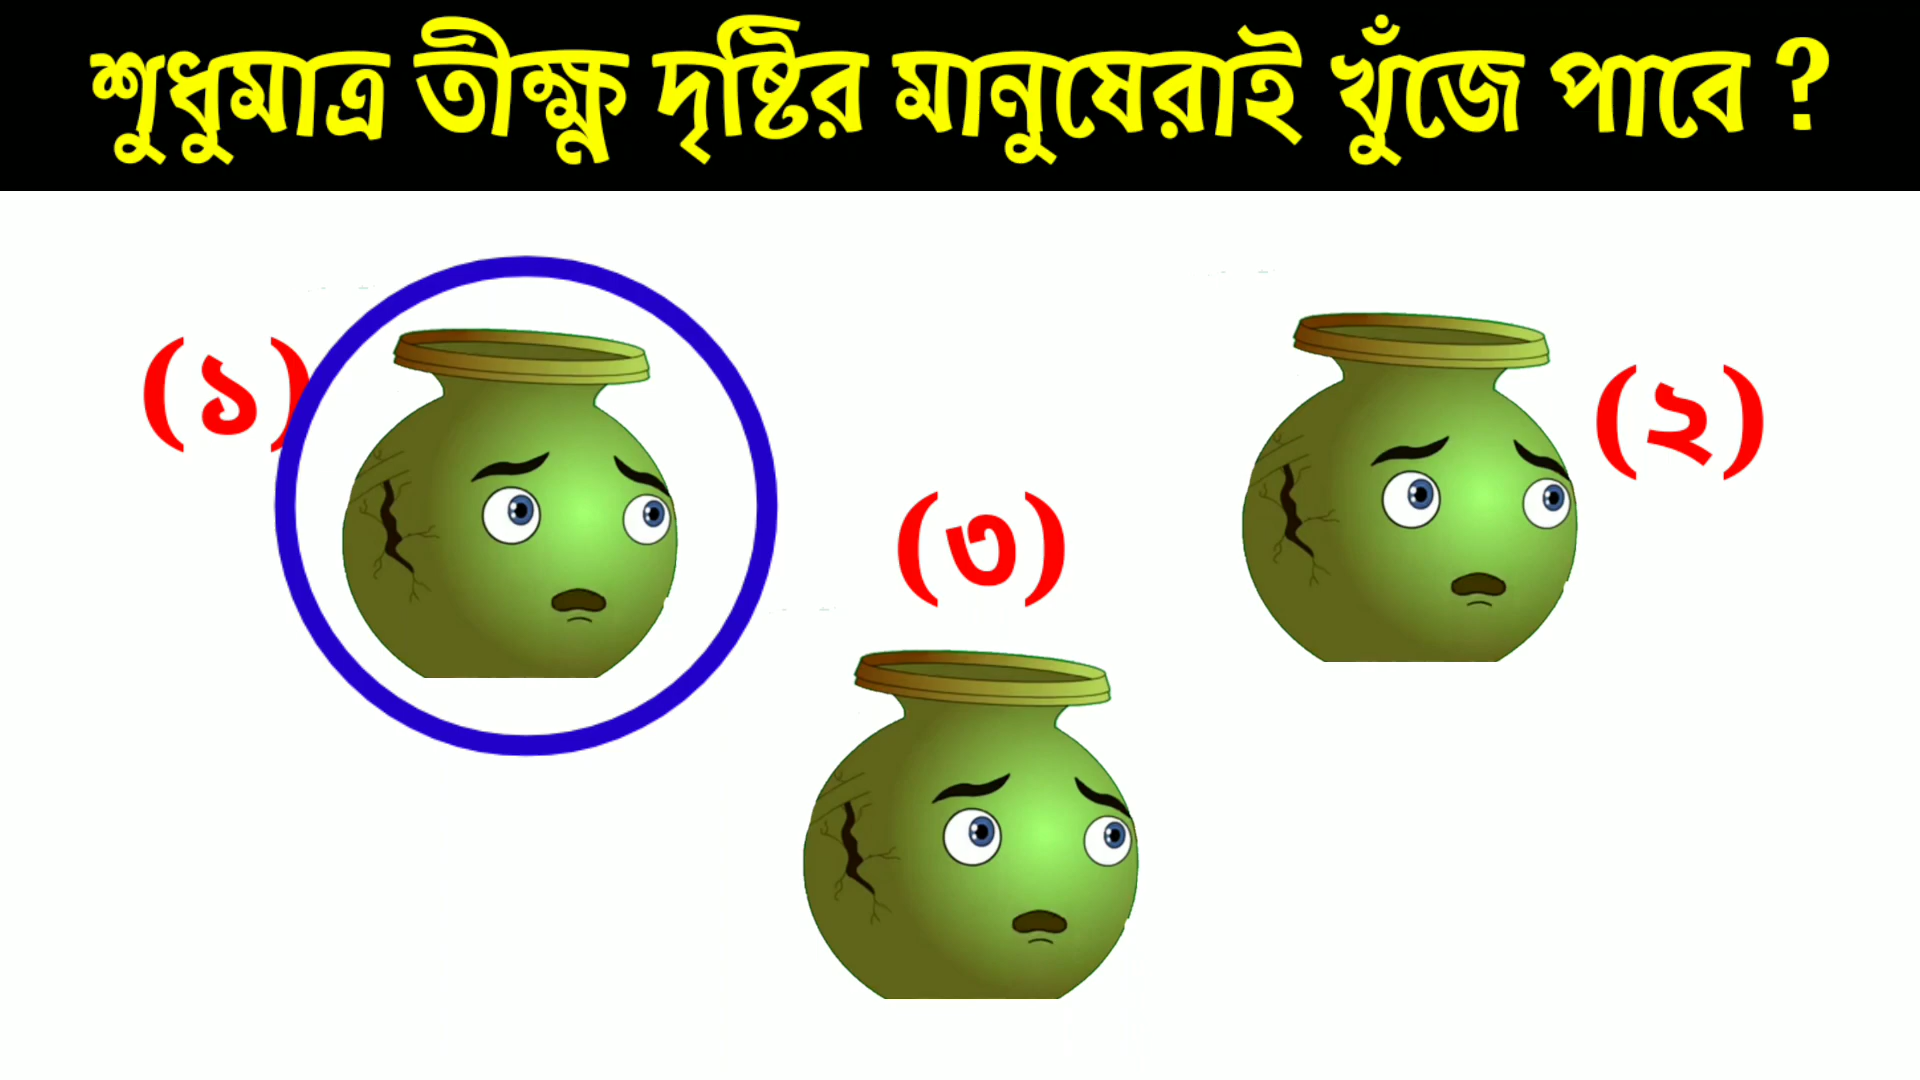 শুধুমাত্র তীক্ষ্ণ দৃষ্টির মানুষেরাই খুঁজে পাবে ?
(১)
(২)
(৩)